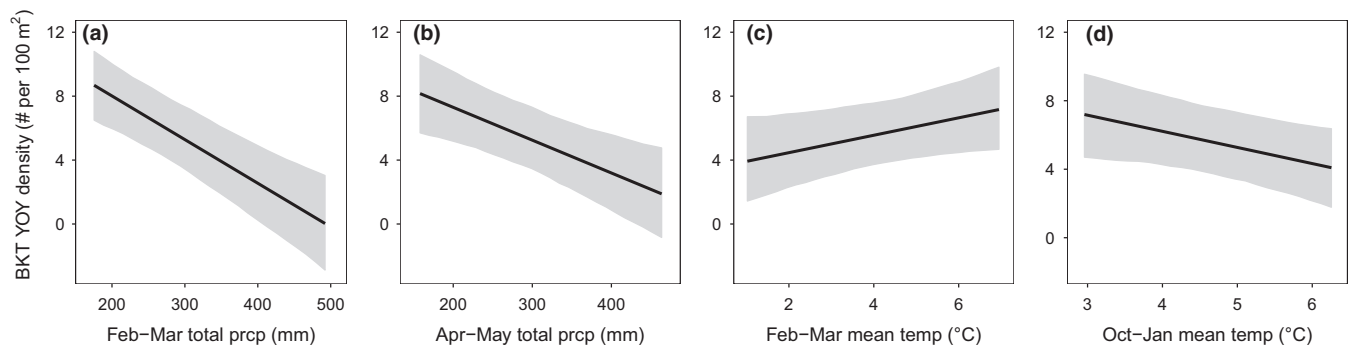 BKT YOY density (# per 100 m²)
(a)
12
8
4
0
200 300 400 500
Feb−Mar total prcp (mm)
(b)
12
8
4
0
200 300 400
Apr−May total prcp (mm)
(c)
12
8
4
0
2 4 6
Feb−Mar mean temp (°C)
(d)
12
8
4
0
3 4 5 6
Oct−Jan mean temp (°C)